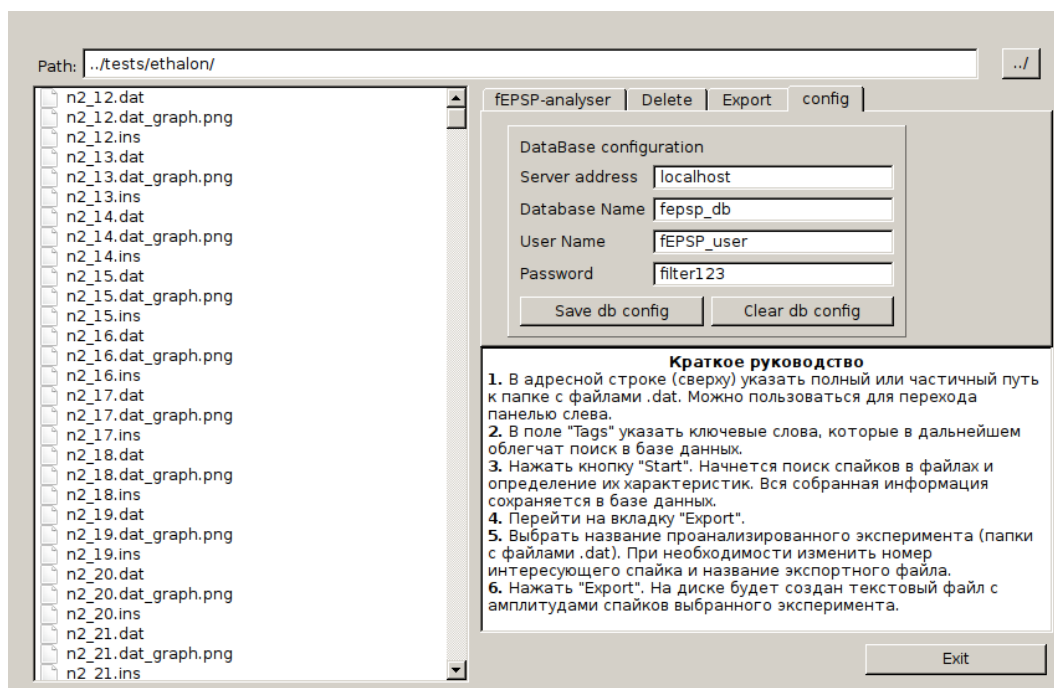 Path: ../tests/ethalon/
../
n2_12.dat
n2_12.dat_graph.png
n2_12.ins
n2_13.dat
n2_13.dat_graph.png
n2_13.ins
n2_14.dat
n2_14.dat_graph.png
n2_14.ins
n2_15.dat
n2_15.dat_graph.png
n2_15.ins
n2_16.dat
n2_16.dat_graph.png
n2_16.ins
n2_17.dat
n2_17.dat_graph.png
n2_17.ins
n2_18.dat
n2_18.dat_graph.png
n2_18.ins
n2_19.dat
n2_19.dat_graph.png
n2_19.ins
n2_20.dat
n2_20.dat_graph.png
n2_20.ins
n2_21.dat
n2_21.dat_graph.png
n2_21.ins
fEPSP-analyser Delete Export config
DataBase configuration
Server address localhost
Database Name fepsp_db
User Name fEPSP_user
Password filter123
Save db config Clear db config
Краткое руководство
1. В адресной строке (сверху) указать полный или частичный путь
к папке с файлами .dat. Можно пользоваться для перехода
панелью слева.
2. В поле "Tags" указать ключевые слова, которые в дальнейшем
облегчат поиск в базе данных.
3. Нажать кнопку "Start". Начнется поиск спайков в файлах и
определение их характеристик. Вся собранная информация
сохраняется в базе данных.
4. Перейти на вкладку "Export".
5. Выбрать название проанализированного эксперимента (папки
с файлами .dat). При необходимости изменить номер
интересующего спайка и название экспортного файла.
6. Нажать "Export". На диске будет создан текстовый файл с
амплитудами спайков выбранного эксперимента.
Exit